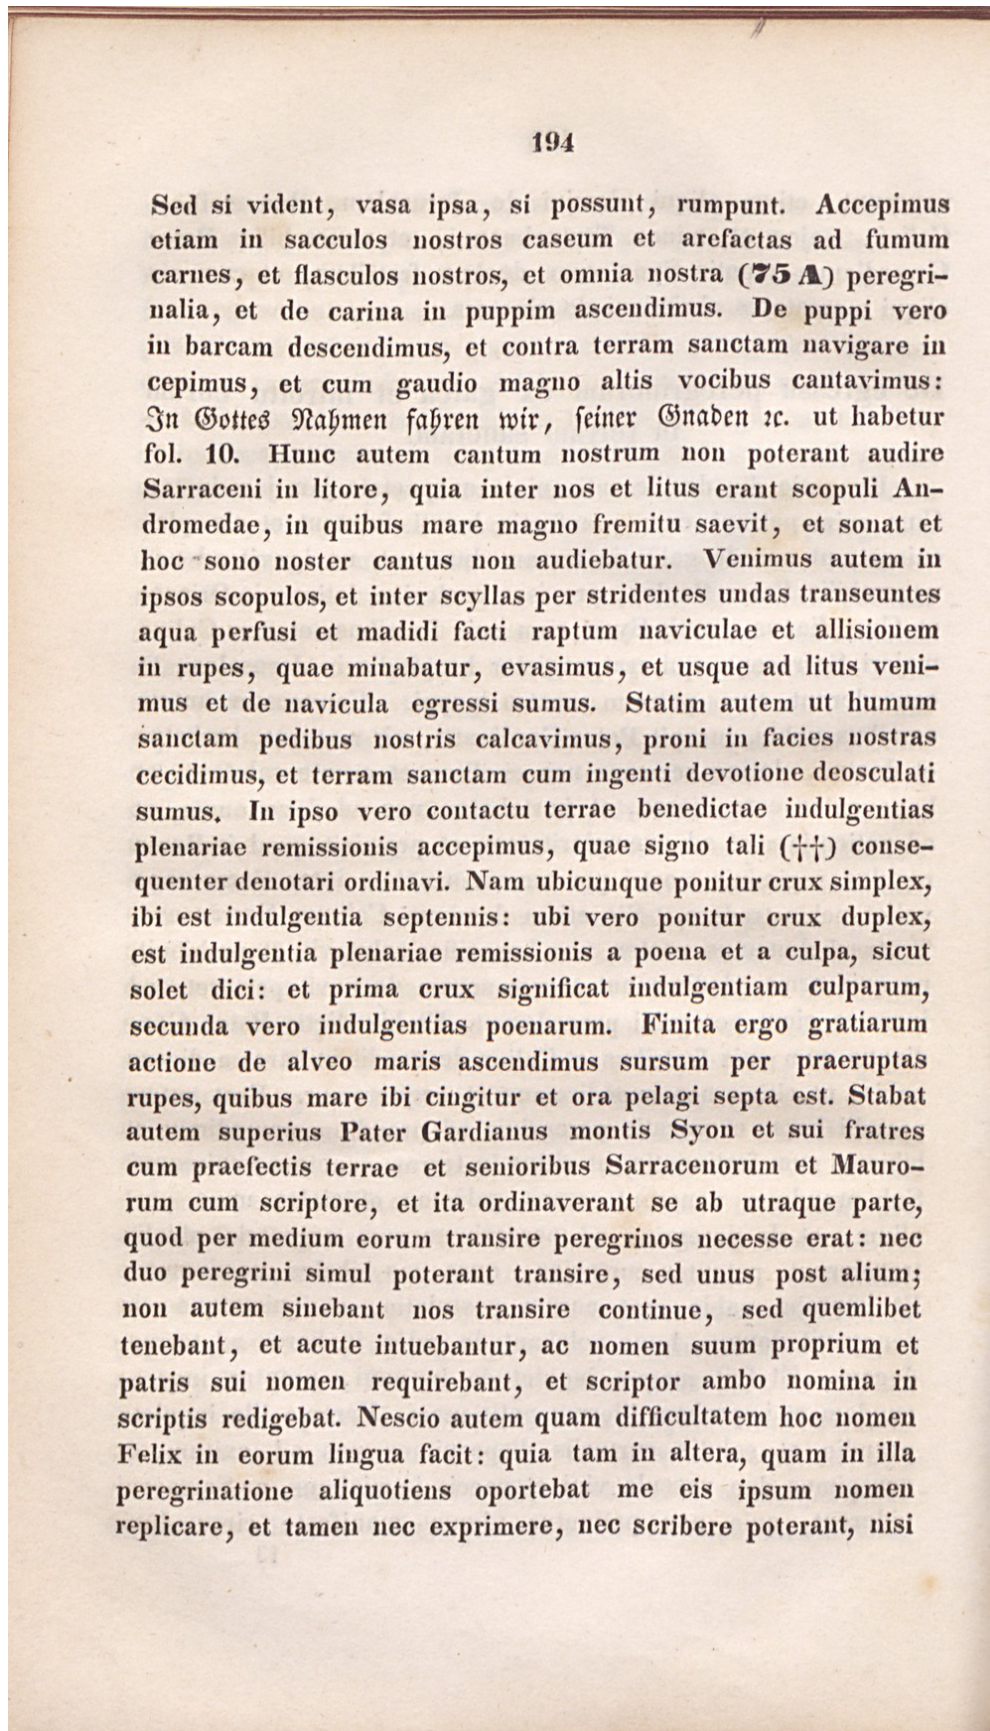 194
Sed si vident, vasa ipsa, si possunt, rumpunt. Accepimus
etiam in sacculos nostros caseum et arefactas ad fumum
carnes, et flasculos nostros, et omnia nostra (75 A) peregri-
nalia, et de carina in puppim ascendimus. De puppi vero
in barcam descendimus, et contra terram sanctam navigare in
cepimus, et cum gaudio magno altis vocibus cantavimus:
In Gottes Nahmen fahren wir, seiner Gnaden ꝛc. ut habetur
fol. 10. Hunc autem cantum nostrum non poterant audire
Sarraceni in litore, quia inter nos et litus erant scopuli An-
dromedae, in quibus mare magno fremitu saevit, et sonat et
hoc sono noster cantus non audiebatur. Venimus autem in
ipsos scopulos, et inter scyllas per stridentes undas transeuntes
aqua perfusi et madidi facti raptum naviculae et allisionem
in rupes, quae minabatur, evasimus, et usque ad litus veni-
mus et de navicula egressi sumus. Statim autem ut humum
sanctam pedibus nostris calcavimus, proni in facies nostras
cecidimus, et terram sanctam cum ingenti devotione deosculati
sumus. In ipso vero contactu terrae benedictae indulgentias
plenariae remissionis accepimus, quae signo tali (††) conse-
quenter denotari ordinavi. Nam ubicunque ponitur crux simplex,
ibi est indulgentia septennis: ubi vero ponitur crux duplex,
est indulgentia plenariae remissionis a poena et a culpa, sicut
solet dici: et prima crux significat indulgentiam culparum,
secunda vero indulgentias poenarum. Finita ergo gratiarum
actione de alveo maris ascendimus sursum per praeruptas
rupes, quibus mare ibi cingitur et ora pelagi septa est. Stabat
autem superius Pater Gardianus montis Syon et sui fratres
cum praefectis terrae et senioribus Sarracenorum et Mauro-
rum cum scriptore, et ita ordinaverant se ab utraque parte,
quod per medium eorum transire peregrinos necesse erat: nec
duo peregrini simul poterant transire, sed unus post alium;
non autem sinebant nos transire continue, sed quemlibet
tenebant, et acute intuebantur, ac nomen suum proprium et
patris sui nomen requirebant, et scriptor ambo nomina in
scriptis redigebat. Nescio autem quam difficultatem hoc nomen
Felix in eorum lingua facit: quia tam in altera, quam in illa
peregrinatione aliquotiens oportebat me eis ipsum nomen
replicare, et tamen nec exprimere, nec scribere poterant, nisi